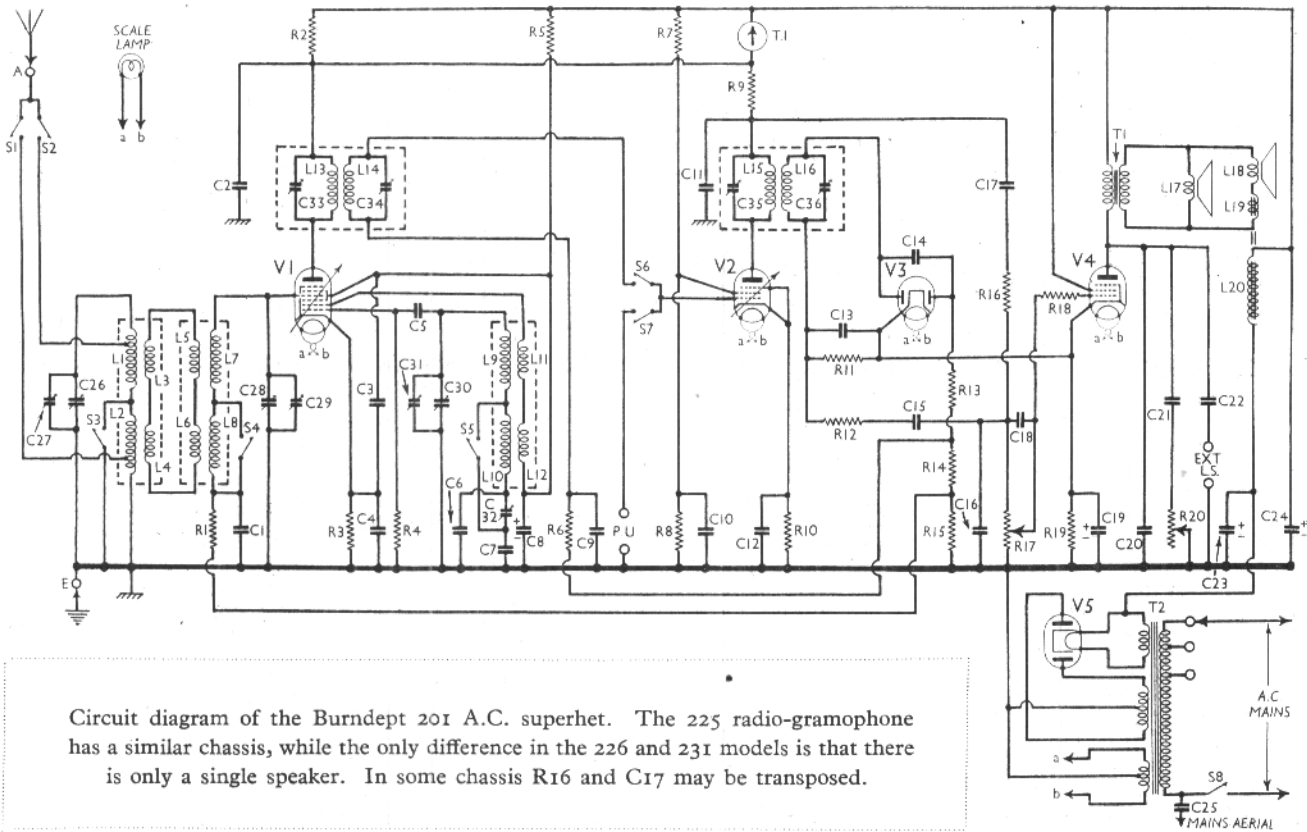 SCALE
LAMP
R2
R5
R7
T.1
A
R9
a b
S1 S2
T1
L13 L14
L15 L16
L18
C2
C11
C17
L17
C33 C34
C35 C36
L19
C14
V1
S6
V2
V3
V4
L20
R16
R18
C5
S7
C13
a b
a b
a b
a b
L1
L5
L7
L9
L11
R11
C31
C26
L3
C28
C29
C3
C30
R13
L2
S3
C21
C22
C27
L6
L8
S4
S5
C15
C18
R12
R14
L4
L10
L12
EXT
L.S.
C6
C
32
C16
R1
C1
R3
C4
R4
+
-
R6
C9
P U
R8
C10
C12
R10
R15
R17
R19
+
-
C19
C20
R20
+
-
C24
+
-
C7
C8
E
C23
V5
T2
A.C
MAINS
a
b
S8
C25
MAINS AERIAL
Circuit diagram of the Burndept 201 A.C. superhet. The 225 radio-gramophone
has a similar chassis, while the only difference in the 226 and 231 models is that there
is only a single speaker. In some chassis R16 and C17 may be transposed.